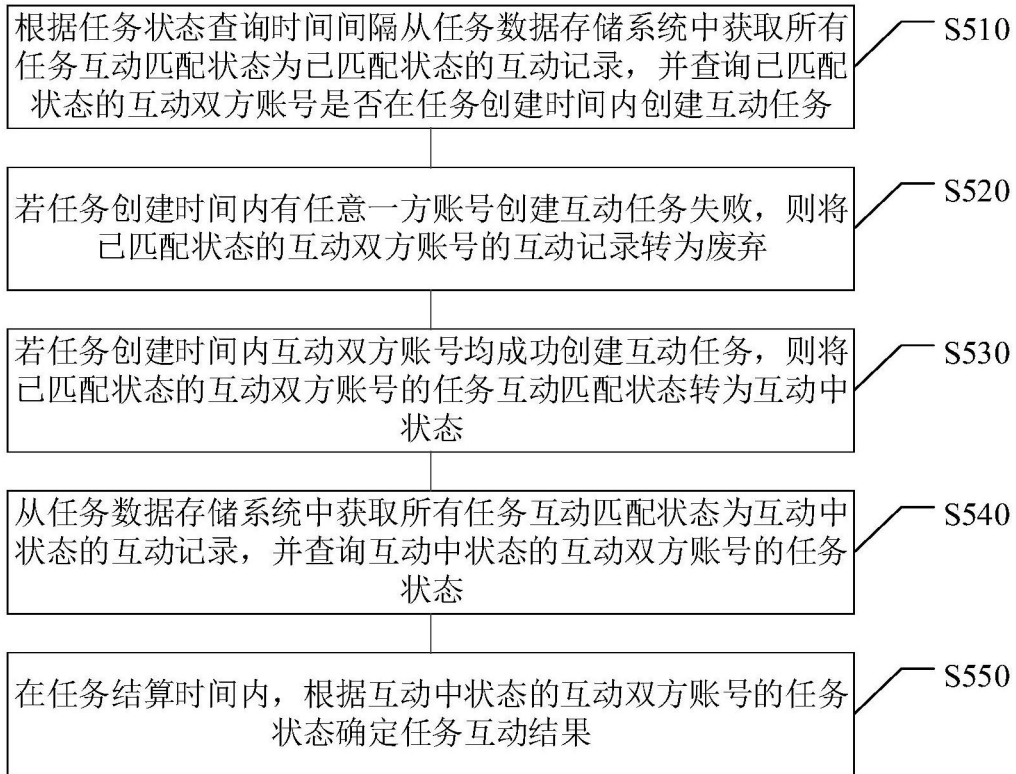 根据任务状态查询时间间隔从任务数据存储系统中获取所有
任务互动匹配状态为已匹配状态的互动记录，并查询已匹配
状态的互动双方账号是否在任务创建时间内创建互动任务
S510
若任务创建时间内有任意一方账号创建互动任务失败，则将
已匹配状态的互动双方账号的互动记录转为废弃
S520
若任务创建时间内互动双方账号均成功创建互动任务，则将
已匹配状态的互动双方账号的任务互动匹配状态转为互动中
状态
S530
从任务数据存储系统中获取所有任务互动匹配状态为互动中
状态的互动记录，并查询互动中状态的互动双方账号的任务
状态
S540
在任务结算时间内，根据互动中状态的互动双方账号的任务
状态确定任务互动结果
S550